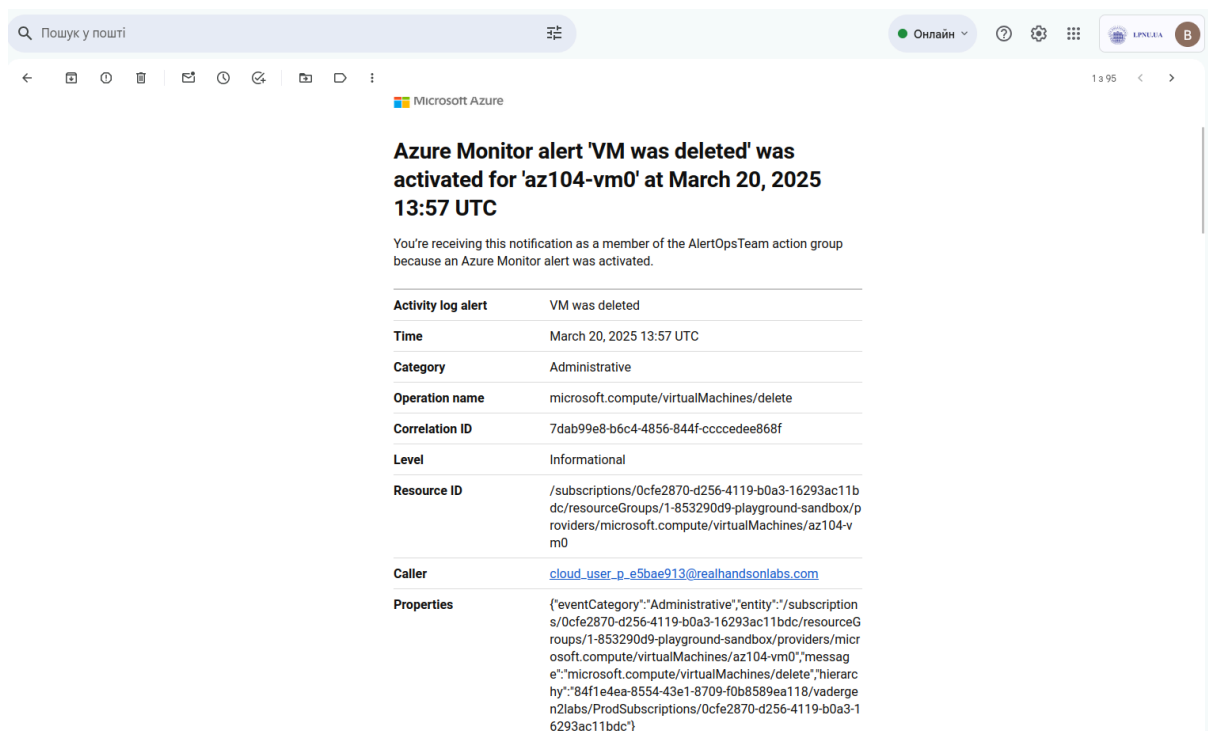 Пошук у пошті
Онлайн
LPNU.UA
B
1 з 95
Microsoft Azure
Azure Monitor alert 'VM was deleted' was
activated for 'az104-vm0' at March 20, 2025
13:57 UTC
You're receiving this notification as a member of the AlertOpsTeam action group
because an Azure Monitor alert was activated.
Activity log alert VM was deleted
Time March 20, 2025 13:57 UTC
Category Administrative
Operation name microsoft.compute/virtualMachines/delete
Correlation ID 7dab99e8-b6c4-4856-844f-ccccedee868f
Level Informational
Resource ID /subscriptions/0cfe2870-d256-4119-b0a3-16293ac11b
dc/resourceGroups/1-853290d9-playground-sandbox/p
roviders/microsoft.compute/virtualMachines/az104-v
m0
Caller cloud_user_p_e5bae913@realhandsonlabs.com
Properties {"eventCategory":"Administrative","entity":"/subscription
s/0cfe2870-d256-4119-b0a3-16293ac11bdc/resourceG
roups/1-853290d9-playground-sandbox/providers/micr
osoft.compute/virtualMachines/az104-vm0","messag
e":"microsoft.compute/virtualMachines/delete","hierarc
hy":"84f1e4ea-8554-43e1-8709-f0b8589ea118/vaderge
n2labs/ProdSubscriptions/0cfe2870-d256-4119-b0a3-1
6293ac11bdc"}